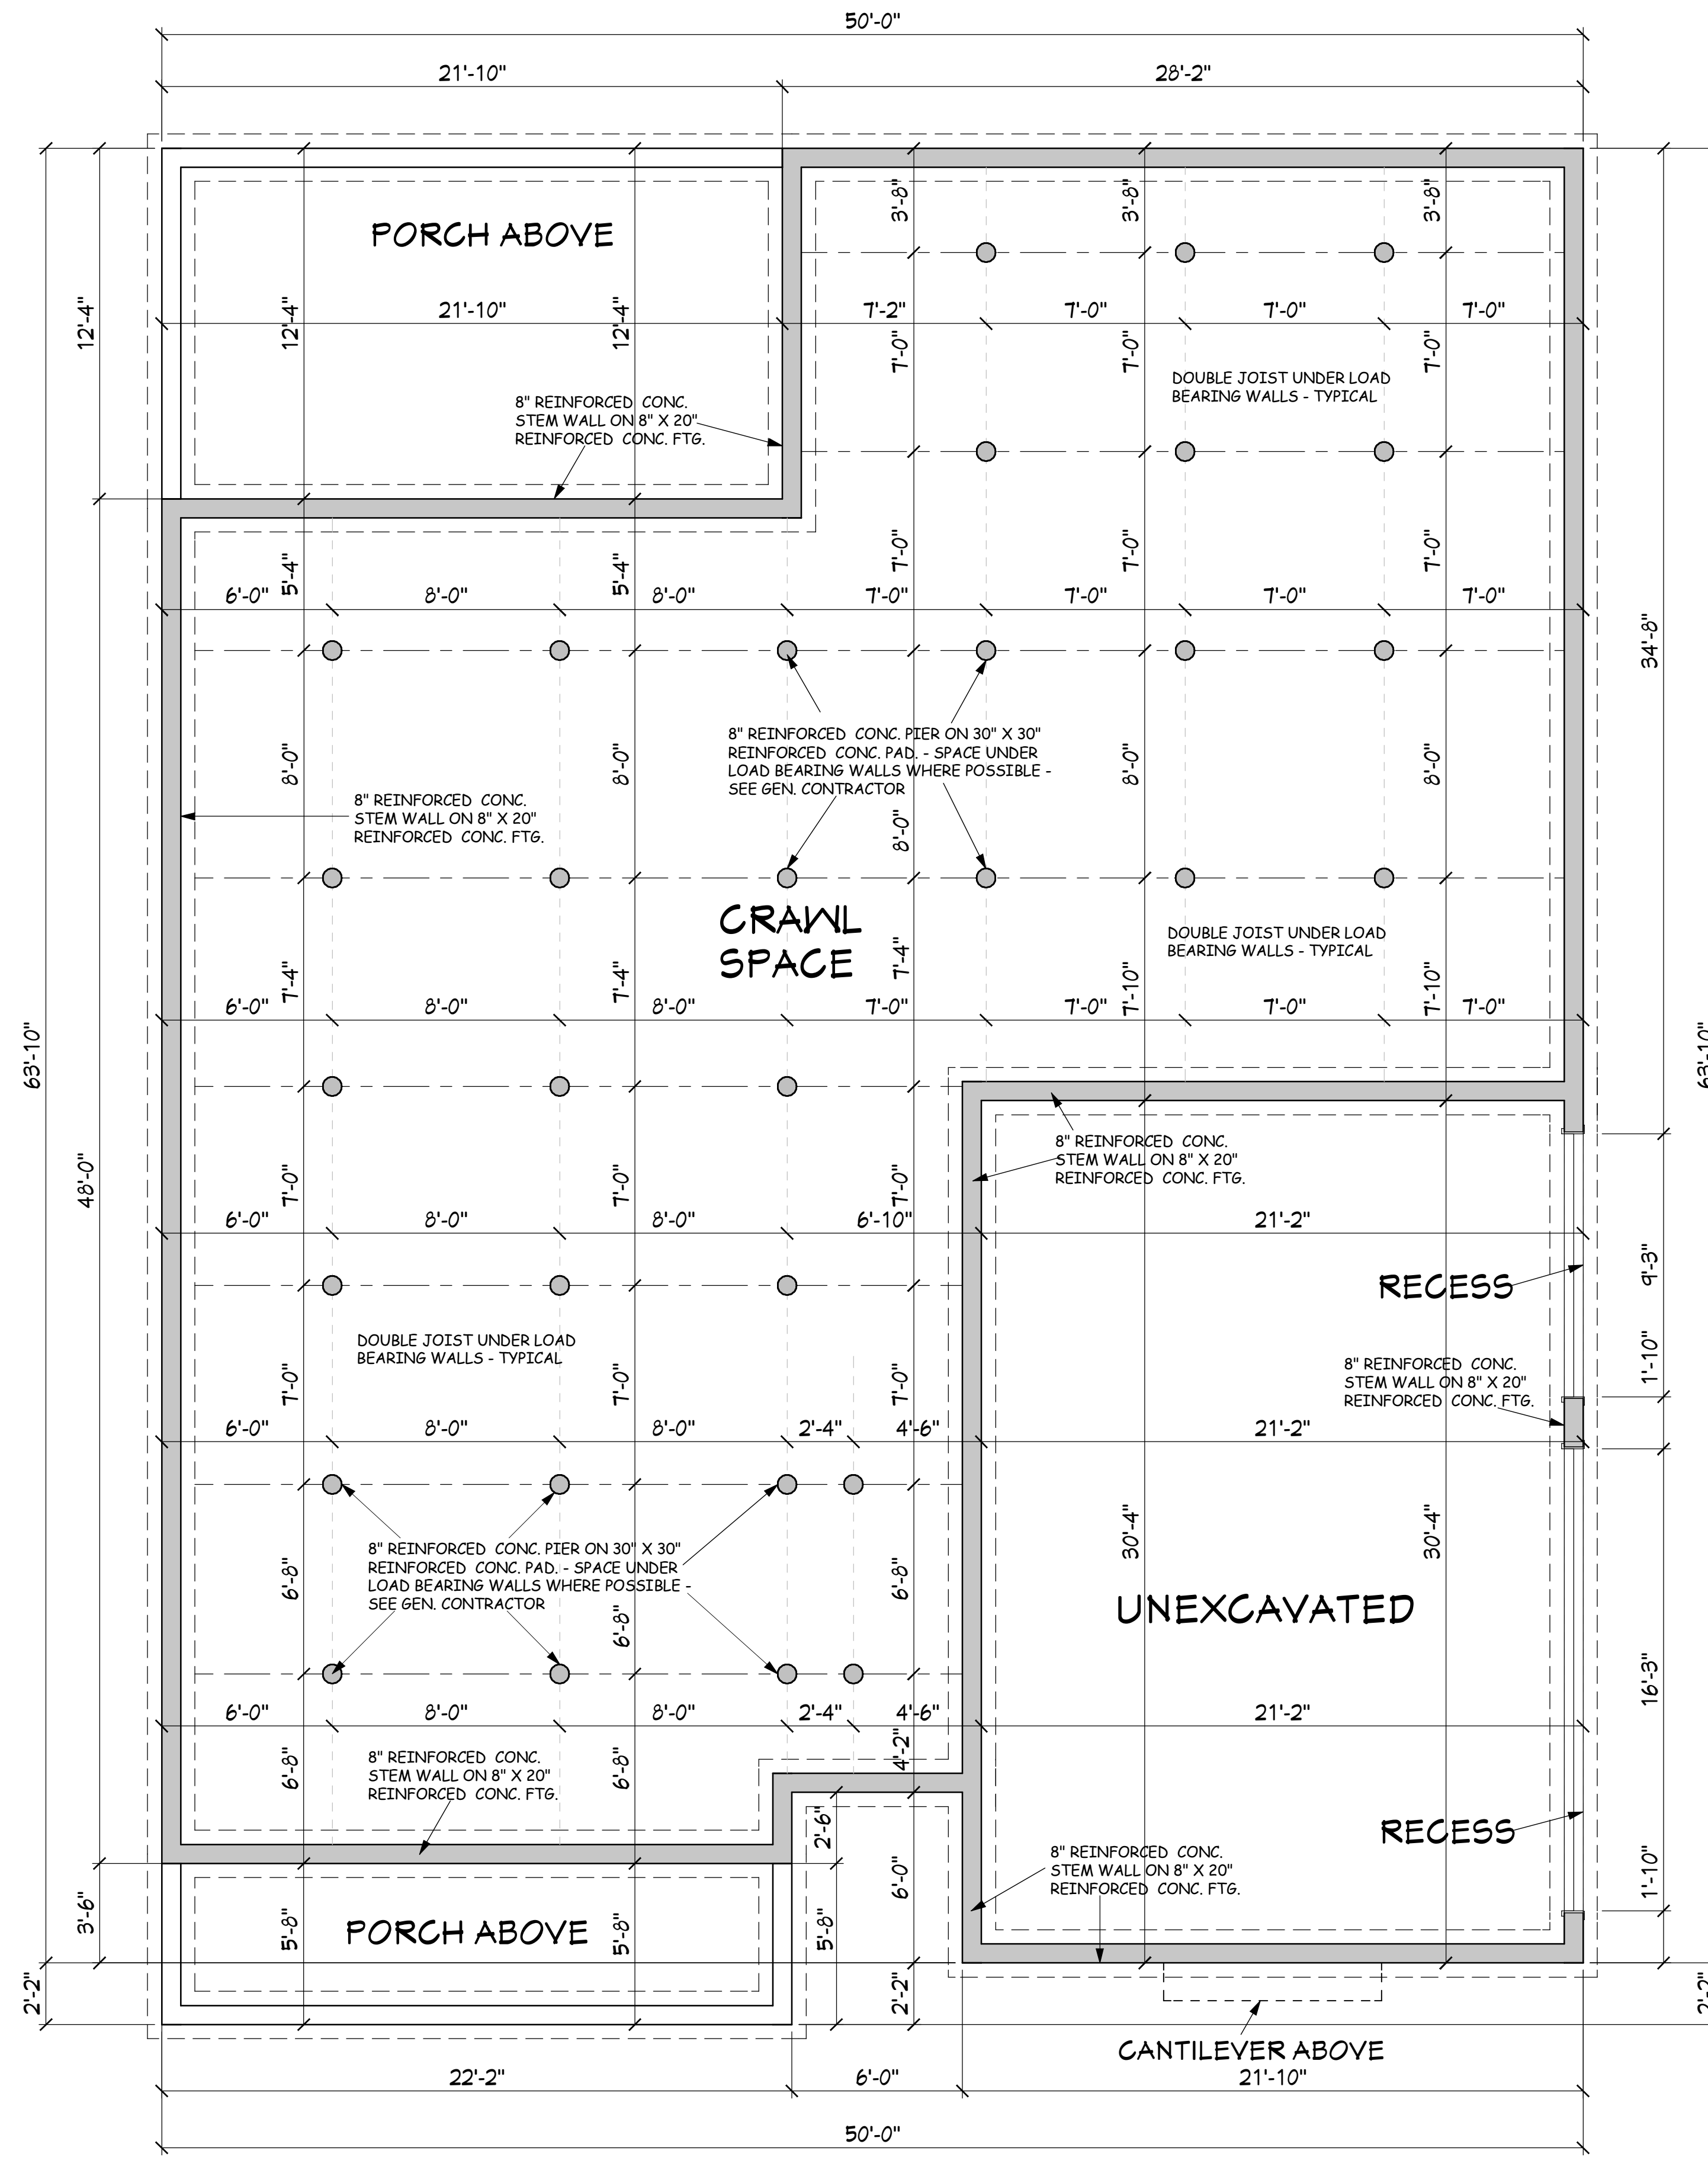 50'-0"
21'-10" 28'-2"
PORCH ABOVE
3'-8" 3'-8" 3'-8"
12'-4" 12'-4" 12'-4"
21'-10" 7'-2" 7'-0" 7'-0" 7'-0"
7'-0" 7'-0" 7'-0"
DOUBLE JOIST UNDER LOAD
BEARING WALLS - TYPICAL
8" REINFORCED CONC.
STEM WALL ON 8" X 20"
REINFORCED CONC. FTG.
7'-0" 7'-0" 7'-0"
5'-4" 5'-4"
6'-0" 8'-0" 8'-0" 7'-0" 7'-0" 7'-0" 7'-0"
34'-8"
8" REINFORCED CONC. PIER ON 30" X 30"
REINFORCED CONC. PAD. - SPACE UNDER
LOAD BEARING WALLS WHERE POSSIBLE -
SEE GEN. CONTRACTOR
8'-0" 8'-0" 8'-0" 8'-0" 8'-0"
8" REINFORCED CONC.
STEM WALL ON 8" X 20"
REINFORCED CONC. FTG.
CRAWL
SPACE
DOUBLE JOIST UNDER LOAD
BEARING WALLS - TYPICAL
7'-4" 7'-4" 7'-4" 7'-10" 7'-10"
6'-0" 8'-0" 8'-0" 7'-0" 7'-0" 7'-0" 7'-0"
63'-10" 63'-10"
48'-0"
8" REINFORCED CONC.
STEM WALL ON 8" X 20"
REINFORCED CONC. FTG.
7'-0" 7'-0" 7'-0"
6'-0" 8'-0" 8'-0" 6'-10" 21'-2"
9'-3"
RECESS
DOUBLE JOIST UNDER LOAD
BEARING WALLS - TYPICAL
1'-10"
8" REINFORCED CONC.
STEM WALL ON 8" X 20"
REINFORCED CONC. FTG.
7'-0" 7'-0" 7'-0"
6'-0" 8'-0" 8'-0" 2'-4" 4'-6" 21'-2"
30'-4" 30'-4"
8" REINFORCED CONC. PIER ON 30" X 30"
REINFORCED CONC. PAD. - SPACE UNDER
LOAD BEARING WALLS WHERE POSSIBLE -
SEE GEN. CONTRACTOR
6'-8" 6'-8" 6'-8"
UNEXCAVATED
16'-3"
6'-0" 8'-0" 8'-0" 2'-4" 4'-6" 21'-2"
4'-2"
8" REINFORCED CONC.
STEM WALL ON 8" X 20"
REINFORCED CONC. FTG.
6'-8" 6'-8"
2'-6"
RECESS
8" REINFORCED CONC.
STEM WALL ON 8" X 20"
REINFORCED CONC. FTG.
6'-0" 1'-10"
3'-6"
PORCH ABOVE
5'-8" 5'-8" 5'-8"
2'-2" 2'-2" 2'-2"
CANTILEVER ABOVE
22'-2" 6'-0" 21'-10"
50'-0"